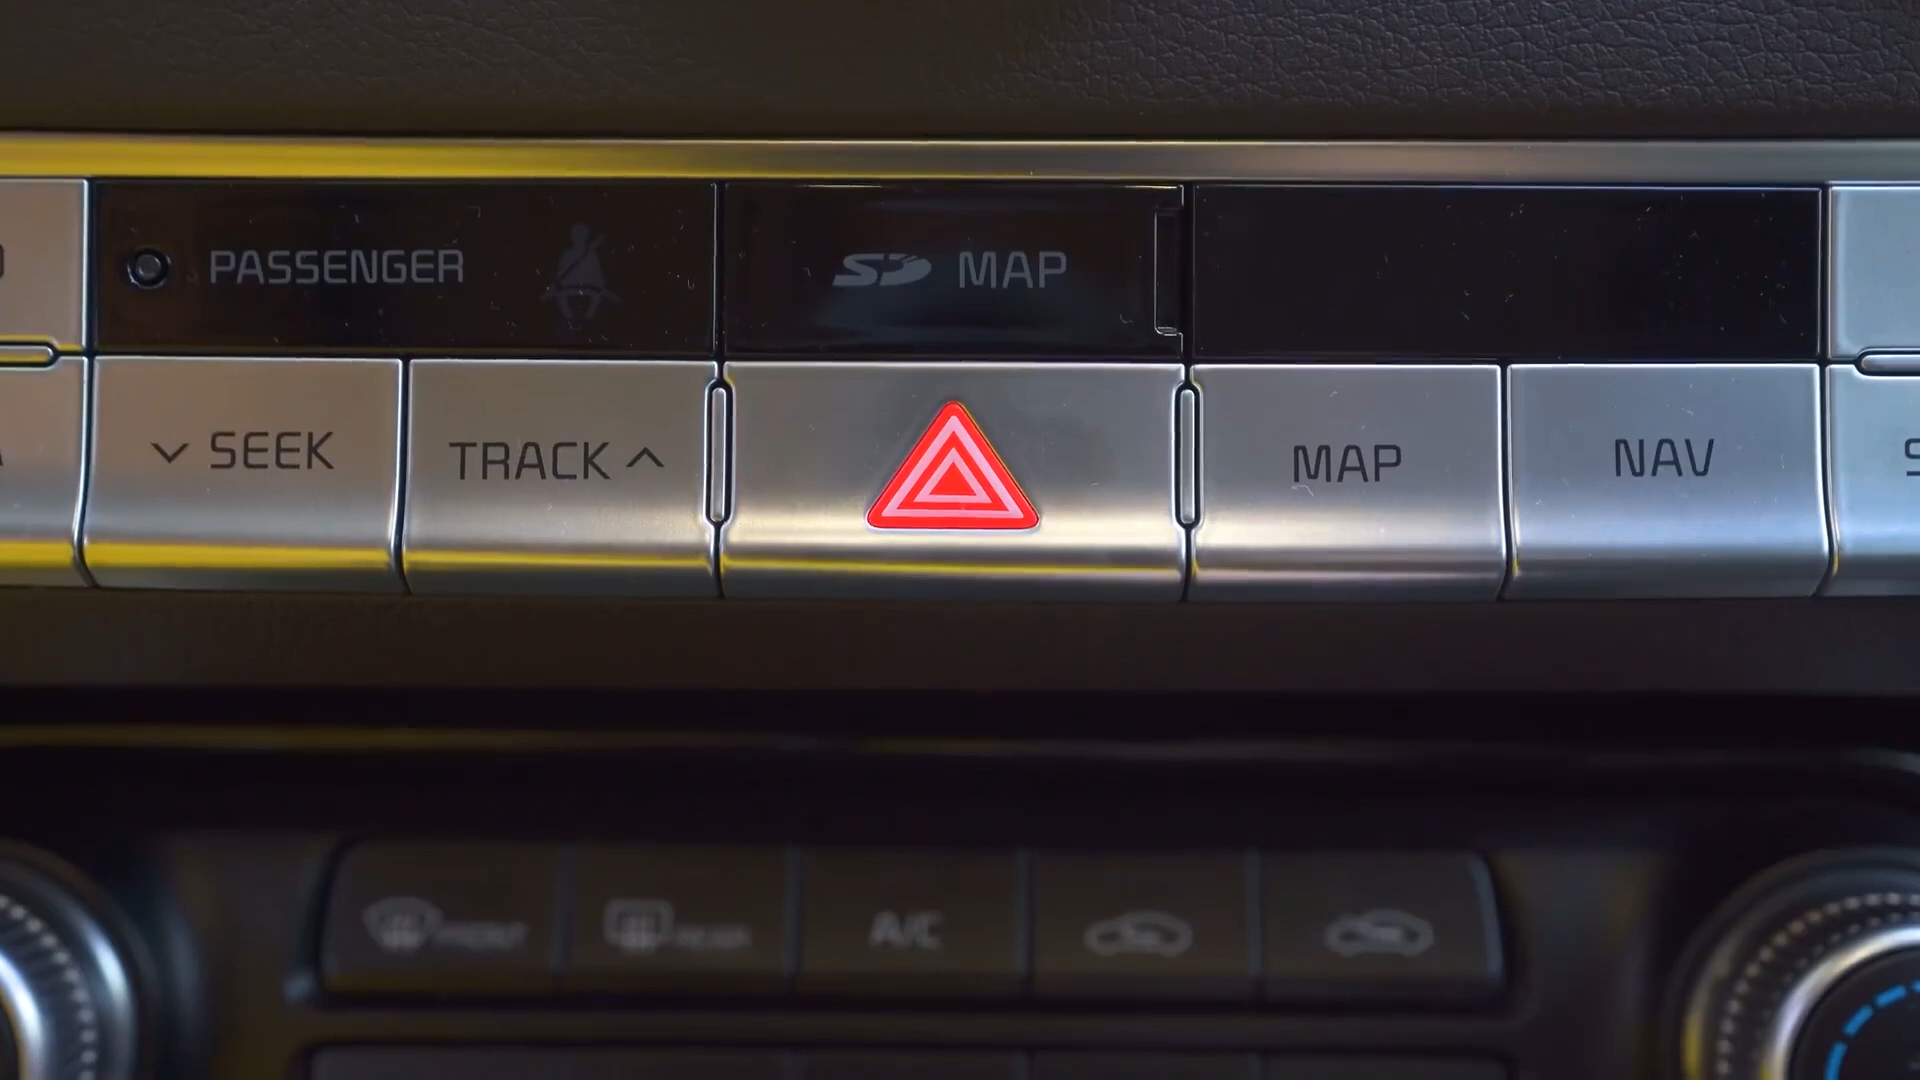 PASSENGER
SD MAP
SEEK
TRACK
MAP
NAV
A/C